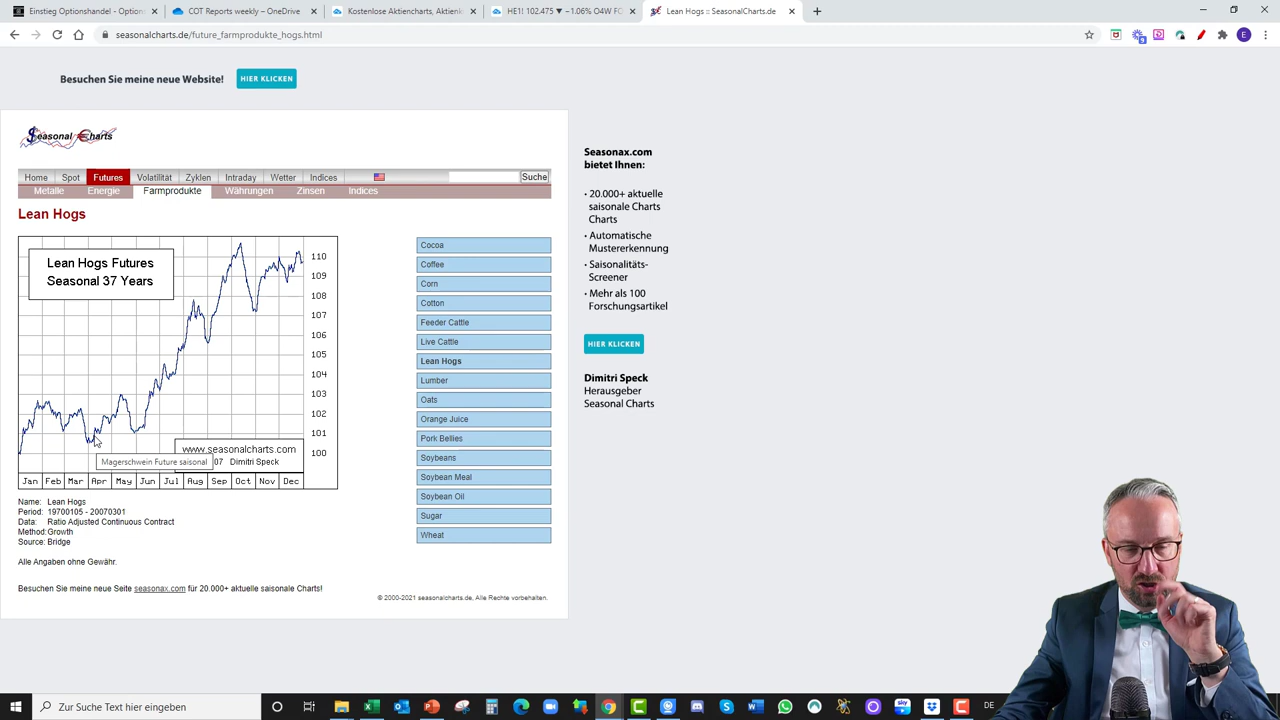 Einstieg Optionshandel - Option
COT Reports weekly – OneDrive
Kostenlose Aktiencharts, Aktienk
HE1! 102.475 ▼ −1.06% O4W FC
Lean Hogs :: SeasonalCharts.de
seasonalcharts.de/future_farmprodukte_hogs.html
Besuchen Sie meine neue Website!
HIER KLICKEN
Seasonal Charts
Home Spot Futures Volatilität Zyklen Intraday Wetter Indices Suche
Metalle Energie Farmprodukte Währungen Zinsen Indices
Lean Hogs
Lean Hogs Futures
Seasonal 37 Years
110
109
108
107
106
105
104
103
102
101
100
www.seasonalcharts.com
07 Dimitri Speck
Magerschwein Future saisonal
Jan Feb Mar Apr May Jun Jul Aug Sep Oct Nov Dec
Name: Lean Hogs
Period: 19700105 - 20070301
Data: Ratio Adjusted Continuous Contract
Method: Growth
Source: Bridge
Alle Angaben ohne Gewähr.
Besuchen Sie meine neue Seite seasonax.com für 20.000+ aktuelle saisonale Charts!
© 2000-2021 seasonalcharts.de, Alle Rechte vorbehalten.
Cocoa
Coffee
Corn
Cotton
Feeder Cattle
Live Cattle
Lean Hogs
Lumber
Oats
Orange Juice
Pork Bellies
Soybeans
Soybean Meal
Soybean Oil
Sugar
Wheat
Seasonax.com
bietet Ihnen:
• 20.000+ aktuelle
saisonale Charts
Charts
• Automatische
Mustererkennung
• Saisonalitäts-
Screener
• Mehr als 100
Forschungsartikel
HIER KLICKEN
Dimitri Speck
Herausgeber
Seasonal Charts
Zur Suche Text hier eingeben
DE